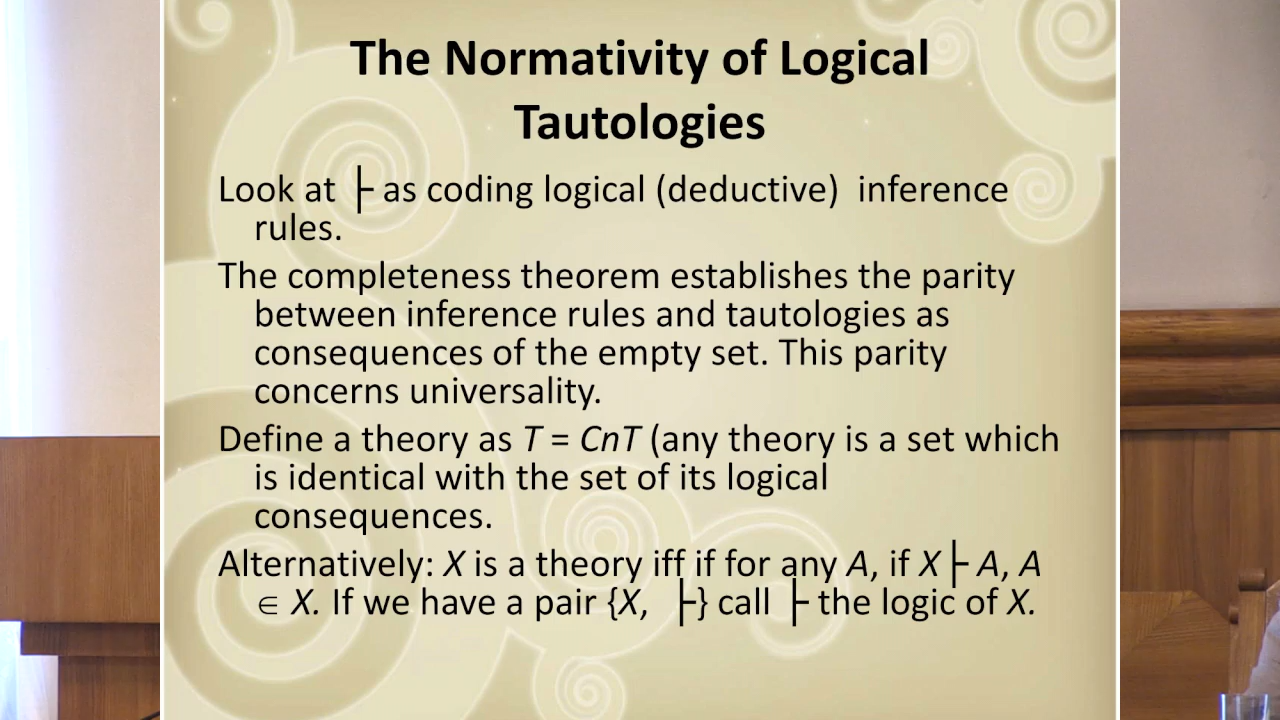 The Normativity of Logical
Tautologies
Look at ├ as coding logical (deductive) inference
rules.
The completeness theorem establishes the parity
between inference rules and tautologies as
consequences of the empty set. This parity
concerns universality.
Define a theory as T = CnT (any theory is a set which
is identical with the set of its logical
consequences.
Alternatively: X is a theory iff if for any A, if X├ A, A
∈ X. If we have a pair {X, ├} call ├ the logic of X.